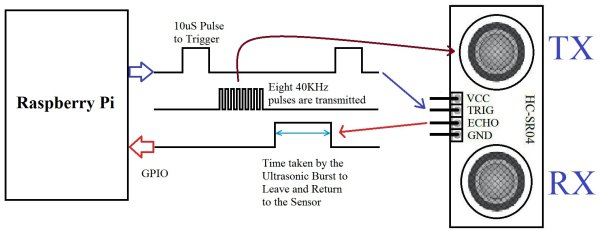 10uS Pulse
to Trigger
TX
Eight 40KHz
pulses are transmitted
Raspberry Pi
VCC
TRIG
ECHO
GND
HC-SR04
Time taken by the
Ultrasonic Burst to
Leave and Return
to the Sensor
GPIO
RX